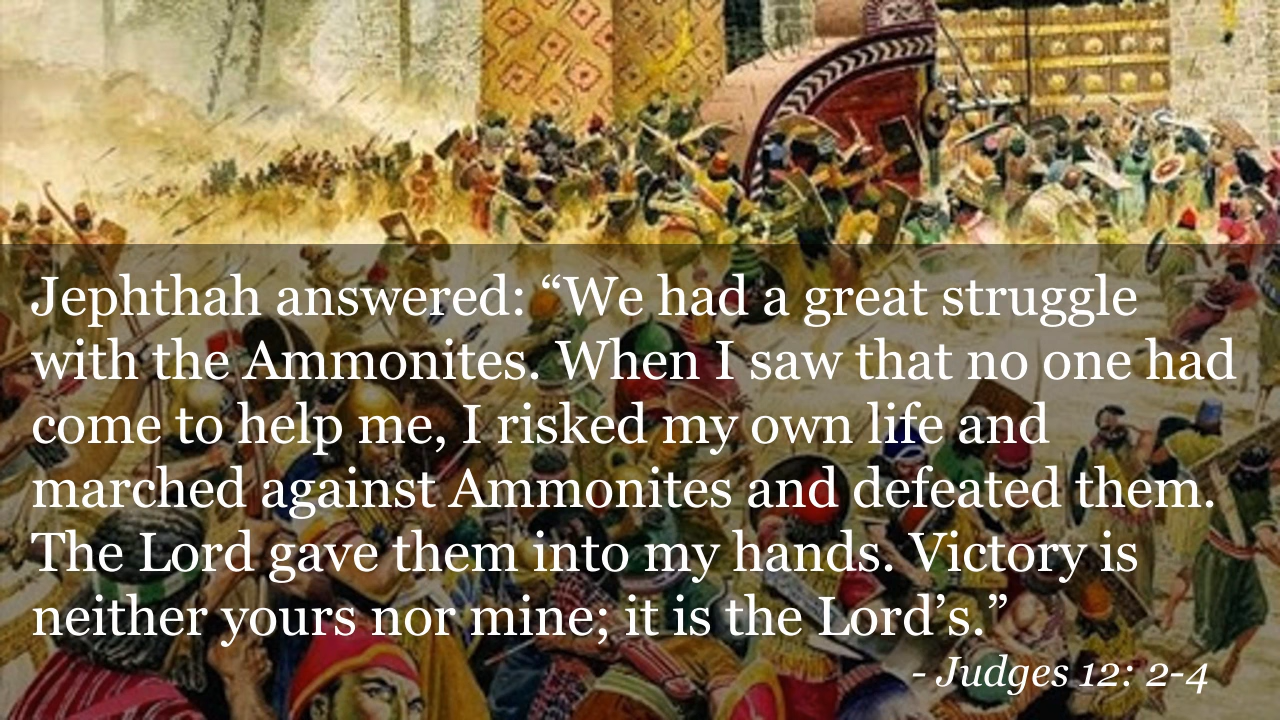 Jephthah answered: “We had a great struggle
with the Ammonites. When I saw that no one had
come to help me, I risked my own life and
marched against Ammonites and defeated them.
The Lord gave them into my hands. Victory is
neither yours nor mine; it is the Lord’s.”
- Judges 12: 2-4